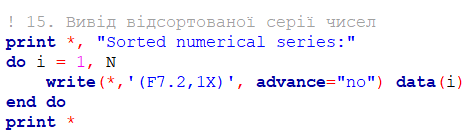 ! 15. Вивід відсортованої серії чисел
print *, "Sorted numerical series:"
do i = 1, N
    write(*,'(F7.2,1X)', advance="no") data(i)
end do
print *